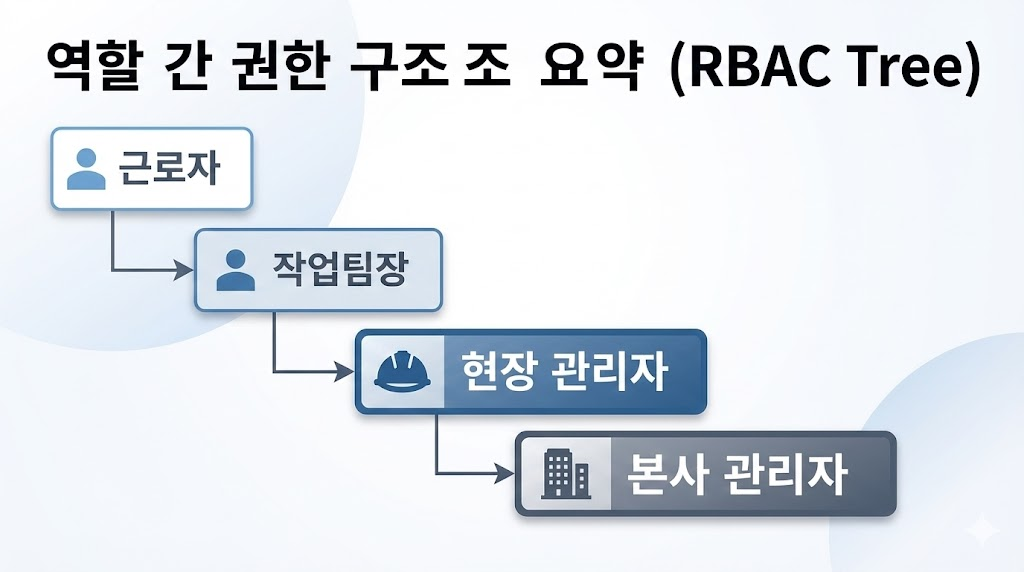 역할 간 권한 구조 조 요약 (RBAC Tree)
근로자
작업팀장
현장 관리자
본사 관리자